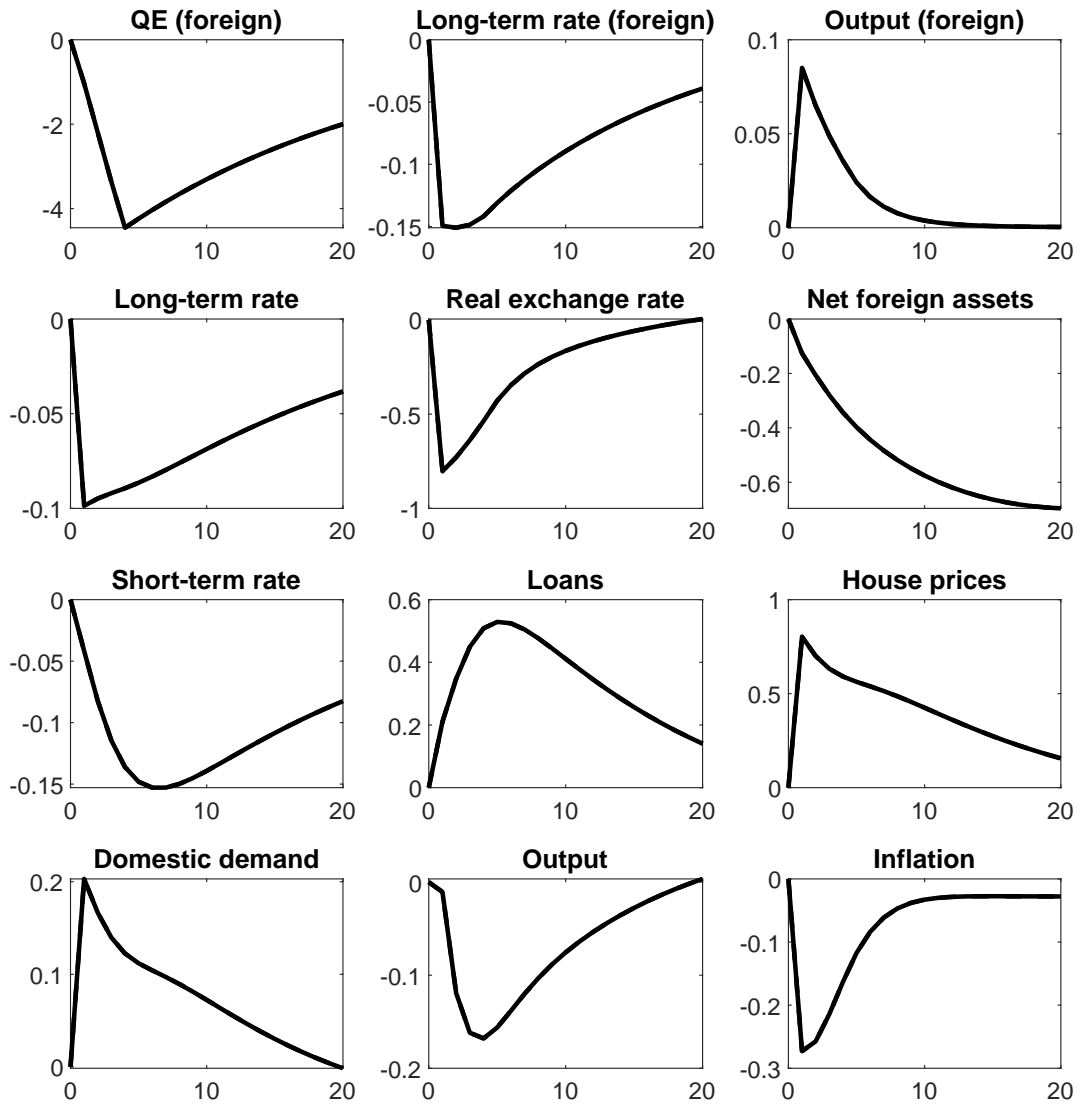 QE (foreign)
0
-2
-4
0 10 20
Long-term rate (foreign)
0
-0.05
-0.1
-0.15
0 10 20
Output (foreign)
0.1
0.05
0
0 10 20
Long-term rate
0
-0.05
-0.1
0 10 20
Real exchange rate
0
-0.5
-1
0 10 20
Net foreign assets
0
-0.2
-0.4
-0.6
0 10 20
Short-term rate
0
-0.05
-0.1
-0.15
0 10 20
Loans
0.6
0.4
0.2
0
0 10 20
House prices
1
0.5
0
0 10 20
Domestic demand
0.2
0.1
0
0 10 20
Output
0
-0.1
-0.2
0 10 20
Inflation
0
-0.1
-0.2
-0.3
0 10 20